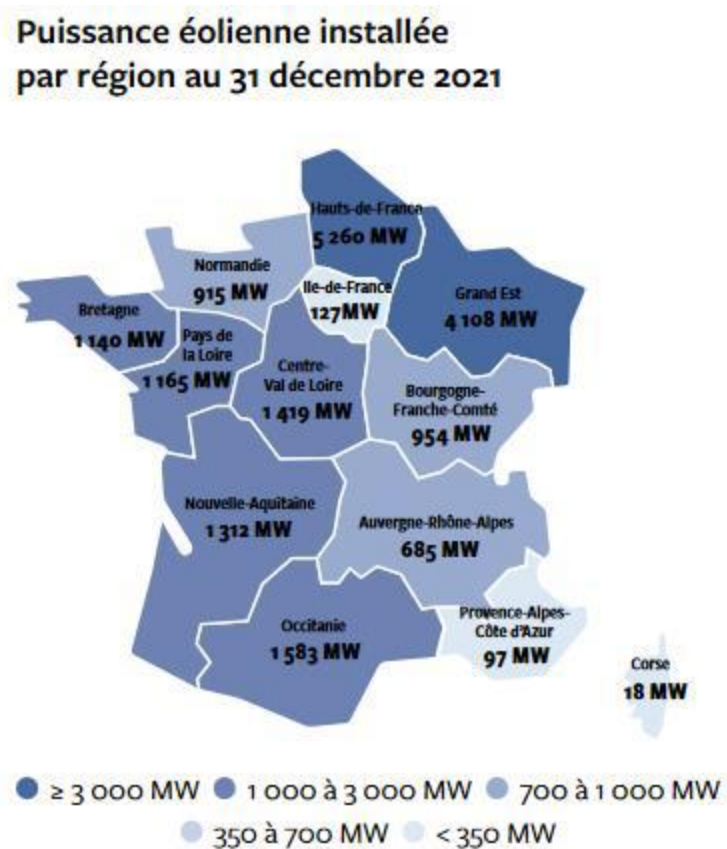 Puissance éolienne installée
par région au 31 décembre 2021
Hauts-de-France
5 260 MW
Normandie
915 MW
Ile-de-France
127MW
Grand Est
4 108 MW
Bretagne
1 140 MW
Pays de
la Loire
1 165 MW
Centre-
Val de Loire
1 419 MW
Bourgogne-
Franche-Comté
954 MW
Nouvelle-Aquitaine
1 312 MW
Auvergne-Rhône-Alpes
685 MW
Occitanie
1 583 MW
Provence-Alpes-
Côte d'Azur
97 MW
Corse
18 MW
≥ 3 000 MW 1 000 à 3 000 MW 700 à 1 000 MW
350 à 700 MW < 350 MW